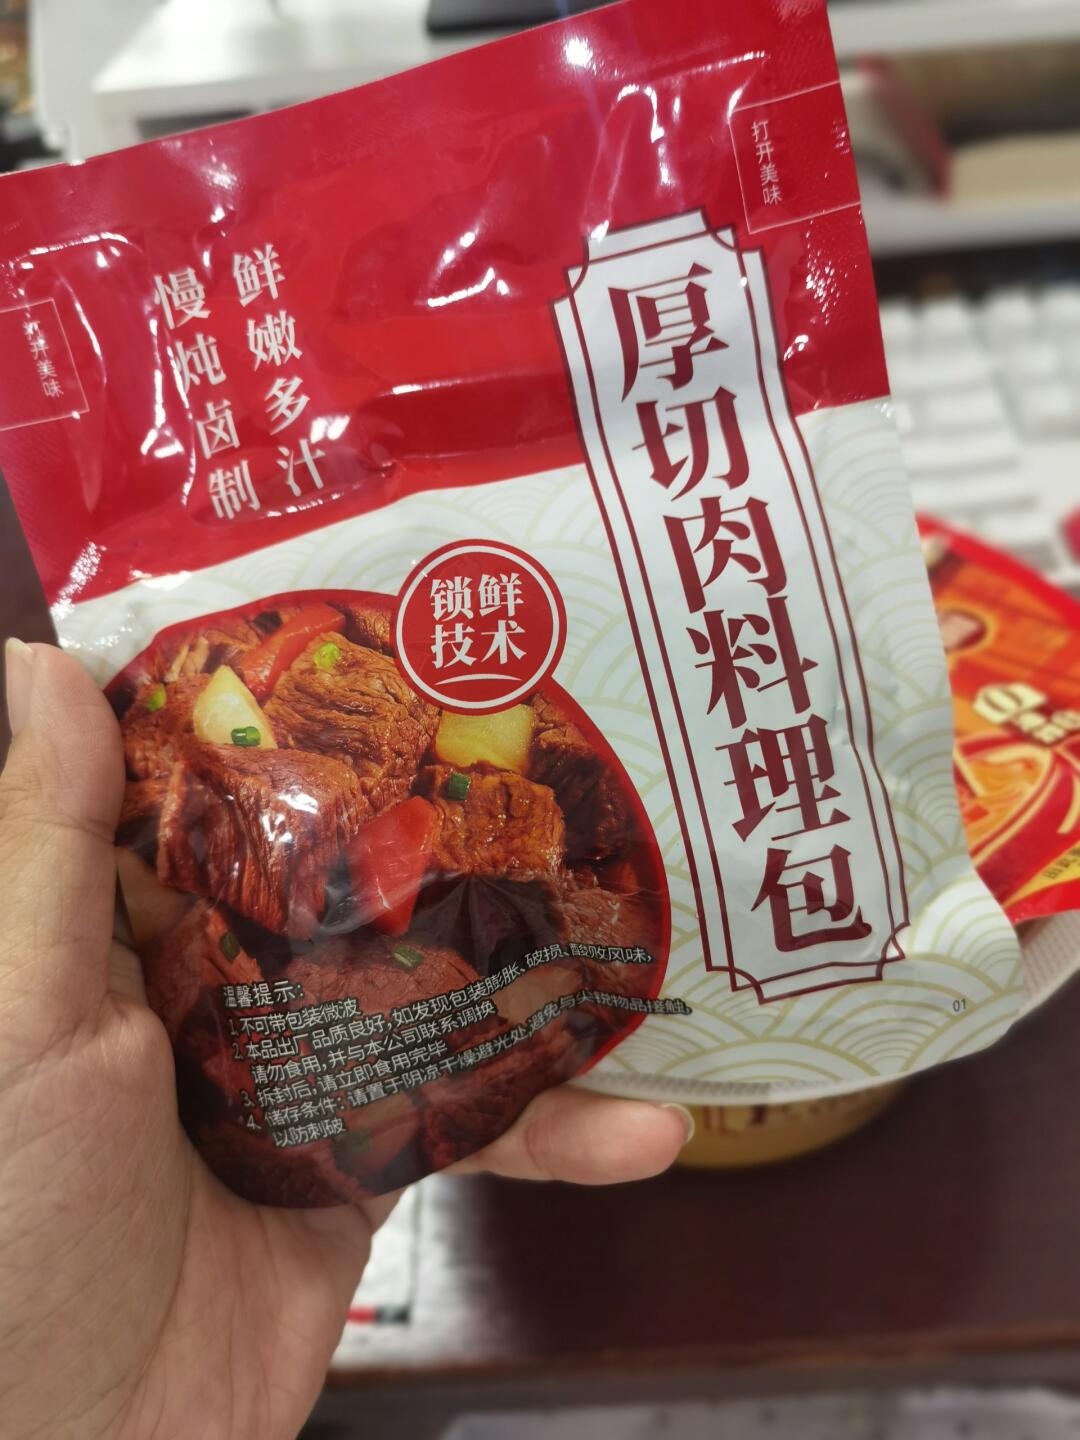 打开美味
打开美味
鲜嫩多汁
慢炖卤制
厚切肉料理包
锁鲜
技术
温馨提示：
1. 不可带包装微波
2. 本品出厂品质良好，如发现包装膨胀、破损、酸败风味，
请勿食用，并与本公司联系调换
3. 拆封后，请立即食用完毕
4. 储存条件：请置于阴凉干燥避光处，避免与尖锐物品接触，
以防刺破
01